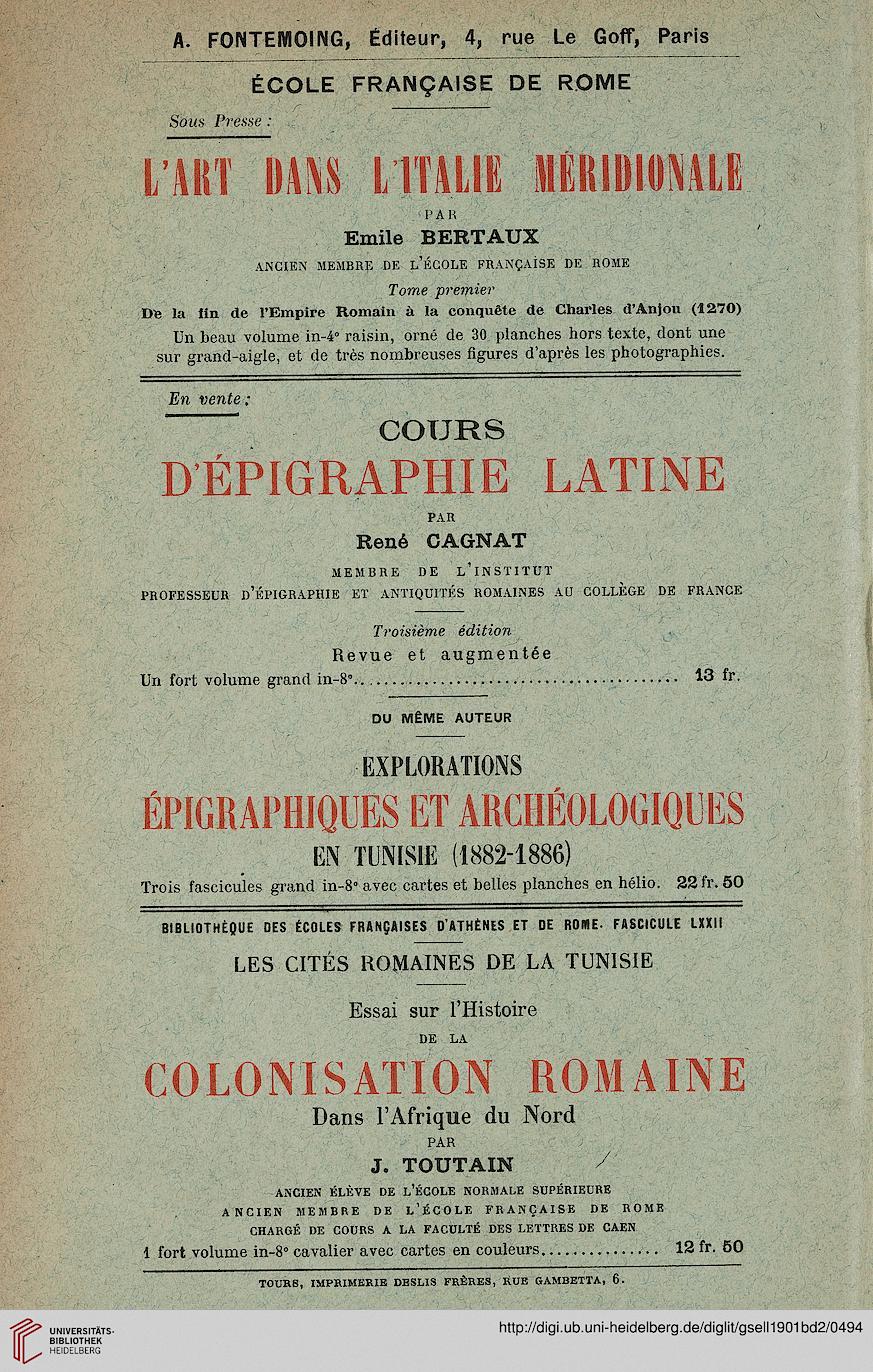 A. FONTEMOING, Éditeur, 4, rue Le Goff, Paris
ÉCOLE FRANÇAISE DE ROME
Sous Presse :
L'ART DANS L'ITALIE MÉRIDIONALE
PAR
Emile BERTAUX
ANCIEN MEMBRE DE L'ÉCOLE FRANÇAISE DE ROME
Tome premier
De la fin de l'Empire Romain à la conquête de Charles d'Anjou (1270)
Un beau volume in-4° raisin, orné de 30 planches hors texte, dont une
sur grand-aigle, et de très nombreuses figures d'après les photographies.
En vente :
COURS
D'ÉPIGRAPHIE LATINE
PAR
René CAGNAT
MEMBRE DE L'INSTITUT
PROFESSEUR D'ÉPIGRAPHIE ET ANTIQUITÉS ROMAINES AU COLLÈGE DE FRANCE
Troisième édition
Revue et augmentée
Un fort volume grand in-8°........................................ 13 fr.
DU MÊME AUTEUR
EXPLORATIONS
ÉPIGRAPHIQUES ET ARCHÉOLOGIQUES
EN TUNISIE (1882-1886)
Trois fascicules grand in-8° avec cartes et belles planches en hélio. 22 fr. 50
BIBLIOTHÈQUE DES ÉCOLES FRANÇAISES D'ATHÈNES ET DE ROME. FASCICULE LXXII
LES CITÉS ROMAINES DE LA TUNISIE
Essai sur l'Histoire
DE LA
COLONISATION ROMAINE
Dans l'Afrique du Nord
PAR
J. TOUTAIN
ANCIEN ÉLÈVE DE L'ÉCOLE NORMALE SUPÉRIEURE
ANCIEN MEMBRE DE L'ÉCOLE FRANÇAISE DE ROME
CHARGÉ DE COURS A LA FACULTÉ DES LETTRES DE CAEN
1 fort volume in-8° cavalier avec cartes en couleurs............... 12 fr. 50
TOURS, IMPRIMERIE DESLIS FRÈRES, RUE GAMBETTA, 6.
UNIVERSITÄTS-
BIBLIOTHEK
HEIDELBERG
http://digi.ub.uni-heidelberg.de/diglit/gsell1901bd2/0494